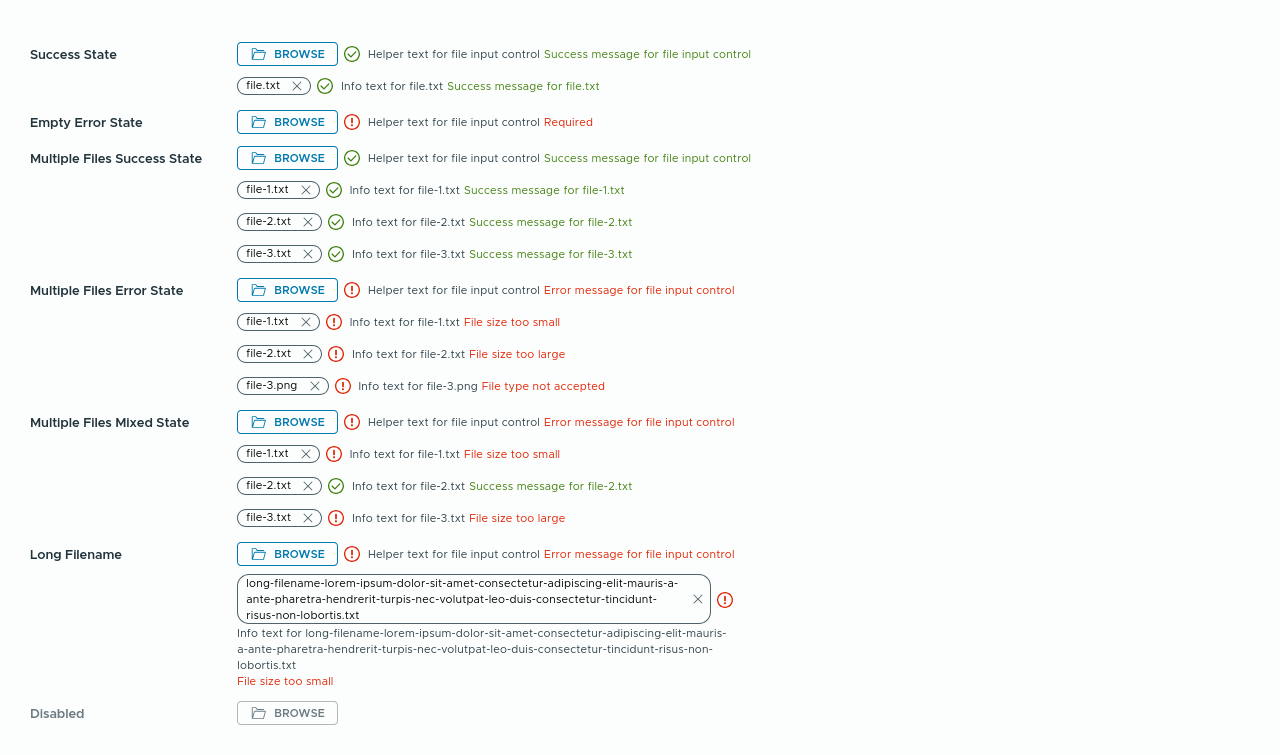 Success State BROWSE Helper text for file input control Success message for file input control
file.txt Info text for file.txt Success message for file.txt
Empty Error State BROWSE Helper text for file input control Required
Multiple Files Success State BROWSE Helper text for file input control Success message for file input control
file-1.txt Info text for file-1.txt Success message for file-1.txt
file-2.txt Info text for file-2.txt Success message for file-2.txt
file-3.txt Info text for file-3.txt Success message for file-3.txt
Multiple Files Error State BROWSE Helper text for file input control Error message for file input control
file-1.txt Info text for file-1.txt File size too small
file-2.txt Info text for file-2.txt File size too large
file-3.png Info text for file-3.png File type not accepted
Multiple Files Mixed State BROWSE Helper text for file input control Error message for file input control
file-1.txt Info text for file-1.txt File size too small
file-2.txt Info text for file-2.txt Success message for file-2.txt
file-3.txt Info text for file-3.txt File size too large
Long Filename BROWSE Helper text for file input control Error message for file input control
long-filename-lorem-ipsum-dolor-sit-amet-consectetur-adipiscing-elit-mauris-a-
ante-pharetra-hendrerit-turpis-nec-volutpat-leo-duis-consectetur-tincidunt-
risus-non-lobortis.txt
Info text for long-filename-lorem-ipsum-dolor-sit-amet-consectetur-adipiscing-elit-mauris-
a-ante-pharetra-hendrerit-turpis-nec-volutpat-leo-duis-consectetur-tincidunt-risus-non-
lobortis.txt
File size too small
Disabled BROWSE